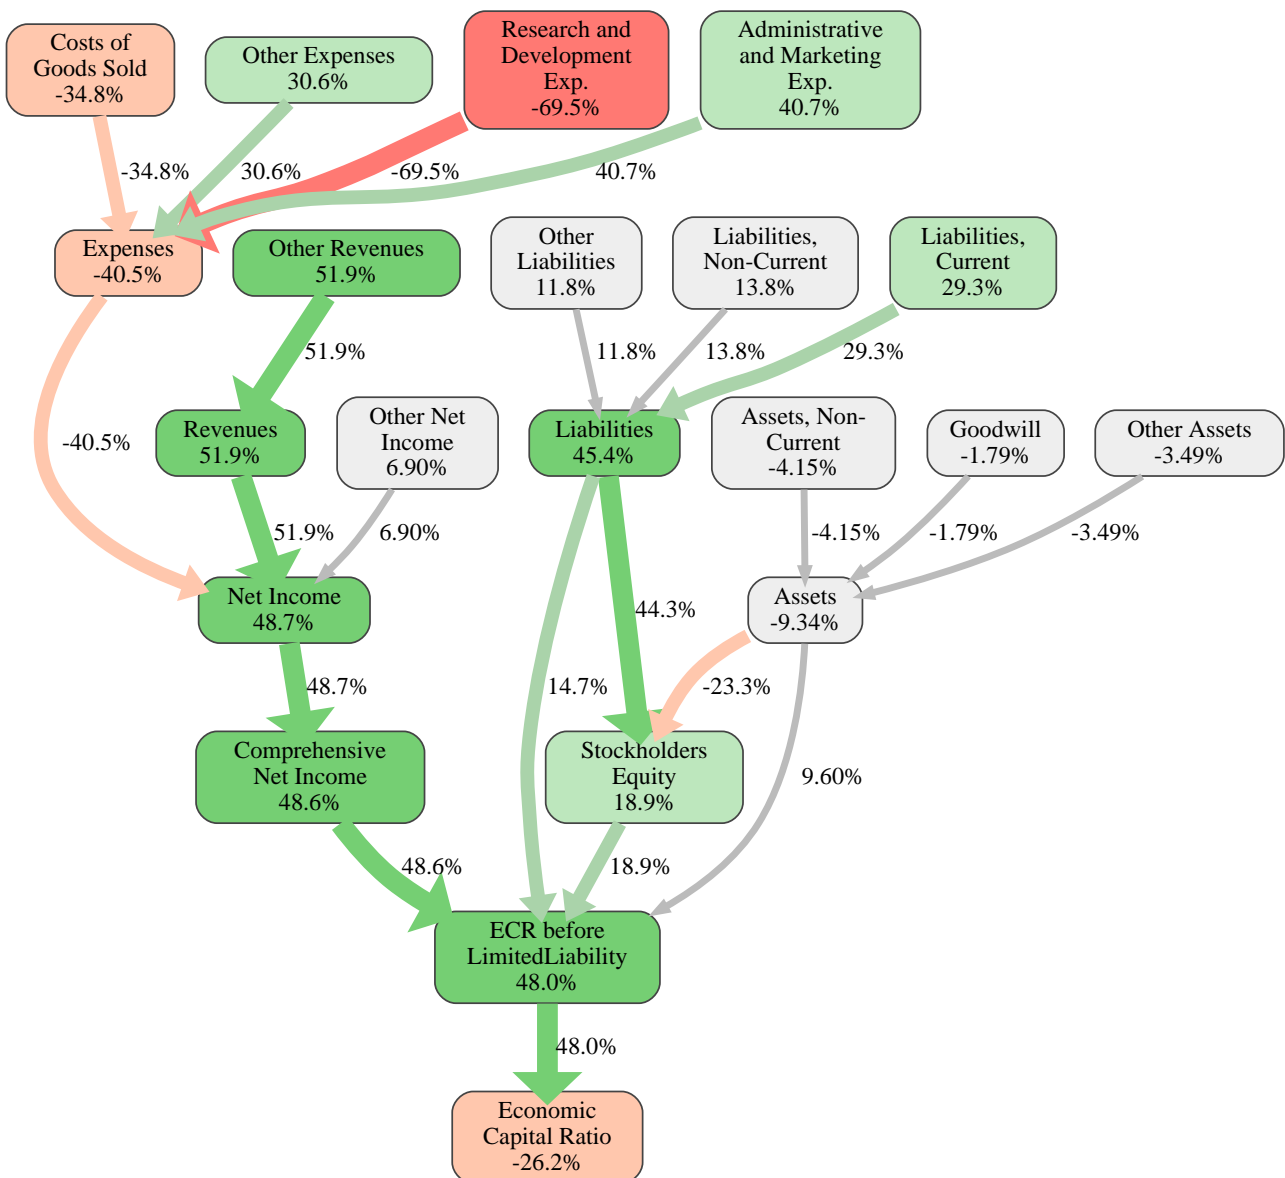 Costs of
Goods Sold
-34.8%
Other Expenses
30.6%
Research and
Development
Exp.
-69.5%
Administrative
and Marketing
Exp.
40.7%
-34.8%
30.6%
-69.5%
40.7%
Expenses
-40.5%
Other Revenues
51.9%
Other
Liabilities
11.8%
Liabilities,
Non-Current
13.8%
Liabilities,
Current
29.3%
51.9%
11.8%
13.8%
29.3%
-40.5%
Revenues
51.9%
Other Net
Income
6.90%
Liabilities
45.4%
Assets, Non-
Current
-4.15%
Goodwill
-1.79%
Other Assets
-3.49%
51.9%
6.90%
-4.15%
-1.79%
-3.49%
Net Income
48.7%
44.3%
Assets
-9.34%
48.7%
14.7%
-23.3%
Comprehensive
Net Income
48.6%
Stockholders
Equity
18.9%
9.60%
48.6%
18.9%
ECR before
LimitedLiability
48.0%
48.0%
Economic
Capital Ratio
-26.2%